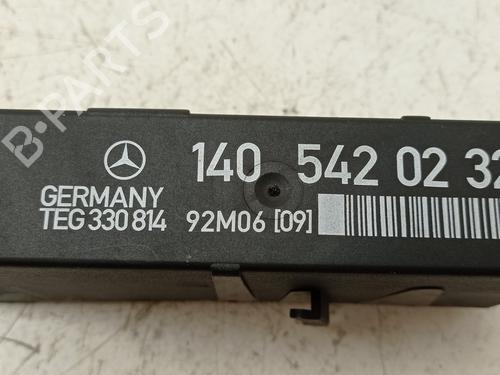 B-PARTS
140 542 02 32
GERMANY
TEG 330 814 92M06 [09]